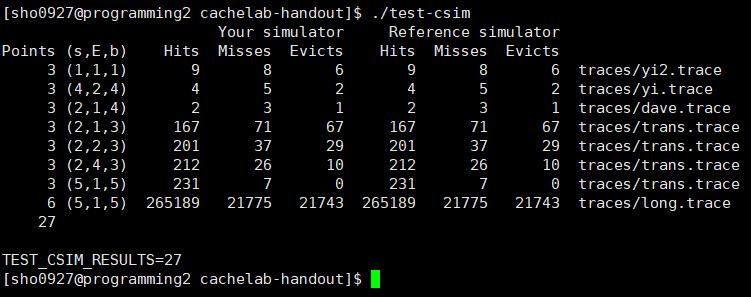 [sho0927@programming2 cachelab-handout]$ ./test-csim
                        Your simulator     Reference simulator
Points (s,E,b)    Hits  Misses  Evicts    Hits  Misses  Evicts
     3 (1,1,1)       9       8       6       9       8       6  traces/yi2.trace
     3 (4,2,4)       4       5       2       4       5       2  traces/yi.trace
     3 (2,1,4)       2       3       1       2       3       1  traces/dave.trace
     3 (2,1,3)     167      71      67     167      71      67  traces/trans.trace
     3 (2,2,3)     201      37      29     201      37      29  traces/trans.trace
     3 (2,4,3)     212      26      10     212      26      10  traces/trans.trace
     3 (5,1,5)     231       7       0     231       7       0  traces/trans.trace
     6 (5,1,5)  265189   21775   21743  265189   21775   21743  traces/long.trace
    27
TEST_CSIM_RESULTS=27
[sho0927@programming2 cachelab-handout]$